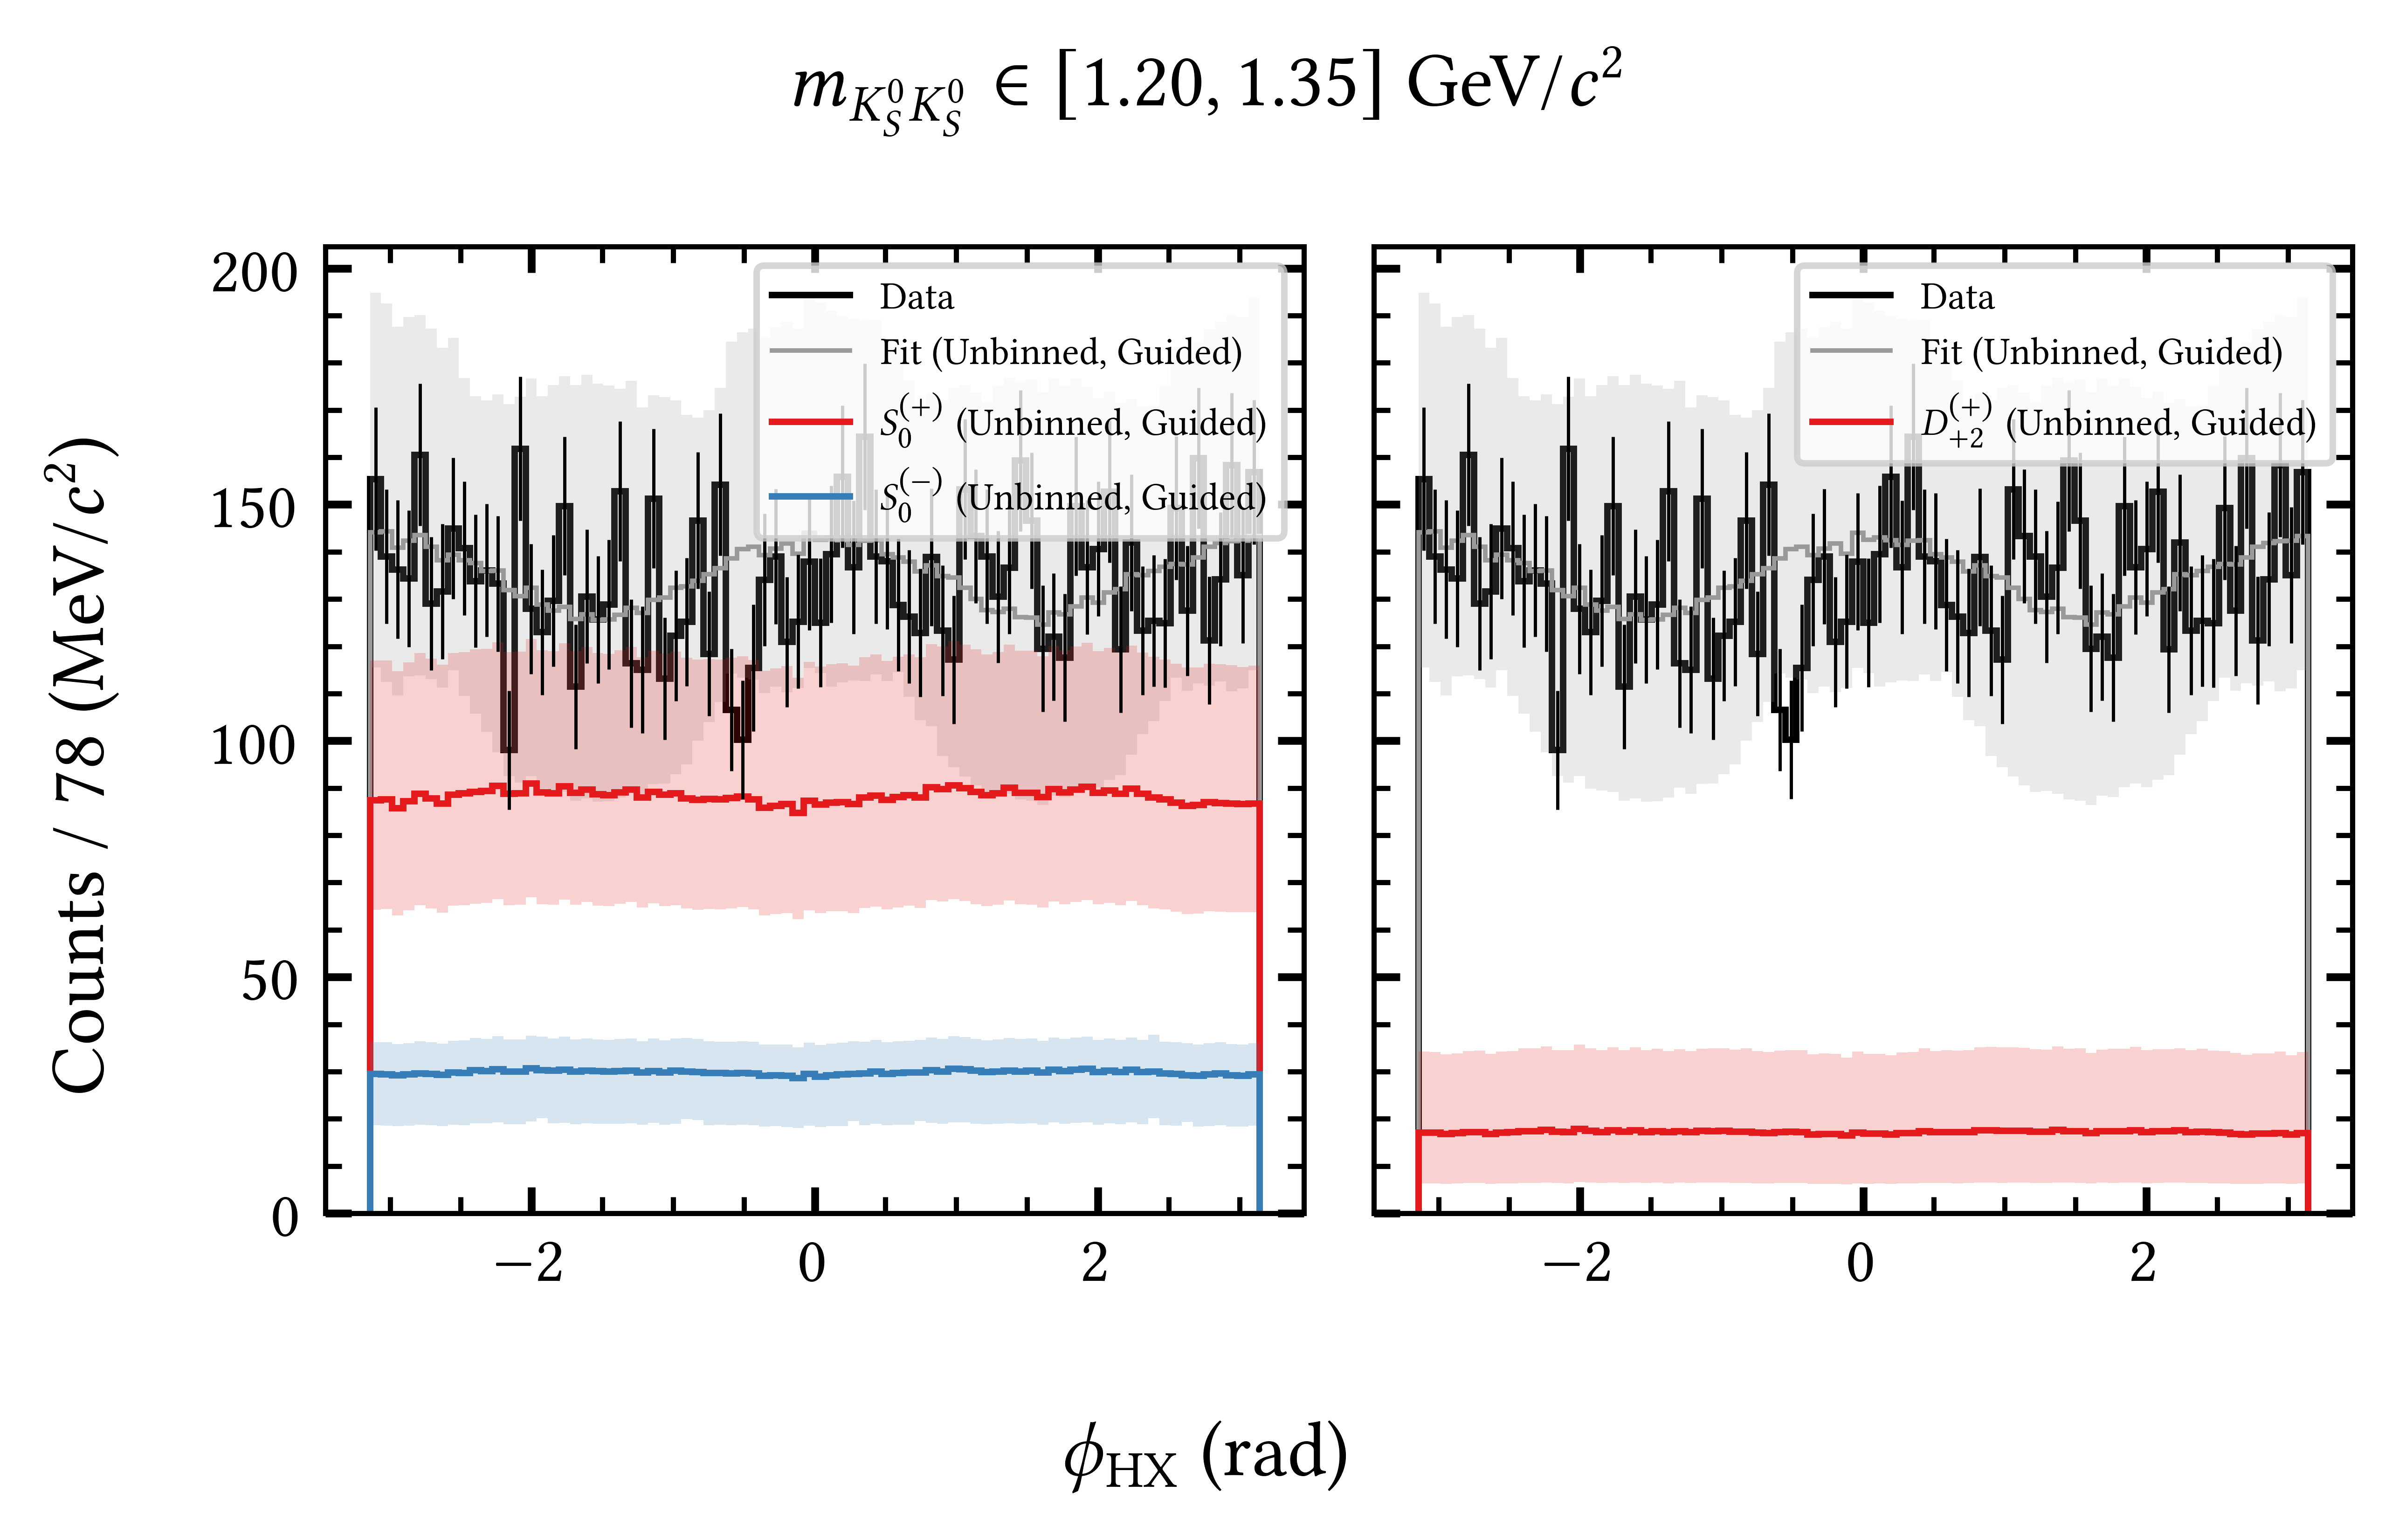 m_{K_S^0 K_S^0} ∈ [1.20, 1.35] GeV/c²
Counts / 78 (MeV/c²)
200
150
100
50
0
Data
Fit (Unbinned, Guided)
S_0^{(+)} (Unbinned, Guided)
S_0^{(−)} (Unbinned, Guided)
Data
Fit (Unbinned, Guided)
D_{+2}^{(+)} (Unbinned, Guided)
−2 0 2
−2 0 2
ϕ_{HX} (rad)